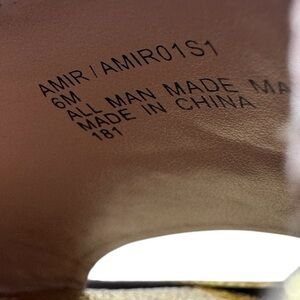 AMIR / AMIR01S1
6M
ALL MAN MADE MA
MADE IN CHINA
181